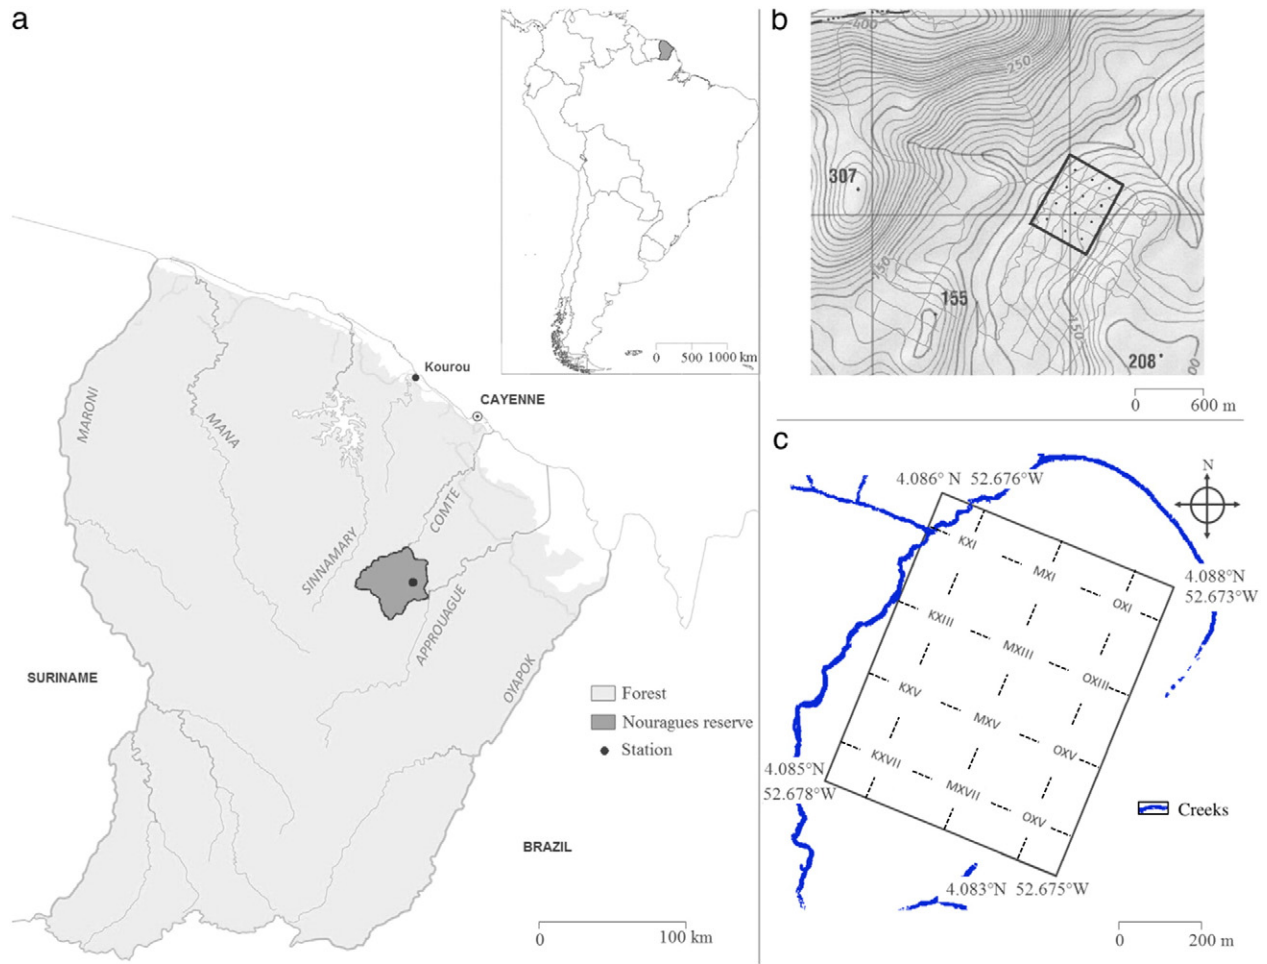 a
0 500 1000 km
Kourou
CAYENNE
MARONI
MANA
COMTE
SINNAMARY
APPROUAGUE
OYAPOK
SURINAME
BRAZIL
Forest
Nouragues reserve
Station
0 100 km
b
400
250
307
150
155
150
208
00
0 600 m
c
4.086° N 52.676°W
N
KXI
MXI
OXI
4.088°N
52.673°W
KXIII
MXIII
OXIII
KXV
MXV
OXV
4.085°N
52.678°W
KXVII
MXVII
OXV
Creeks
4.083°N 52.675°W
0 200 m